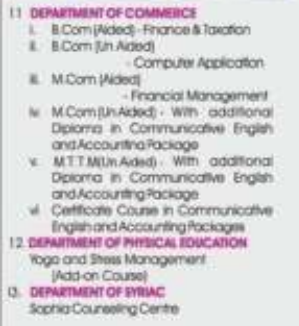 11 DEPARTMENT OF COMMERCE
i. B.Com (Aided) - Finance & Taxation
ii. B.Com (Un Aided)
- Computer Application
iii. M.Com (Aided)
- Financial Management
iv M.Com (Un Aided) - With additional
Diploma in Communicative English
and Accounting Package
v. M.T.T.M (Un Aided) - With additional
Diploma in Communicative English
and Accounting Package
vi Certificate Course in Communicative
English and Accounting Packages
12. DEPARTMENT OF PHYSICAL EDUCATION
Yoga and Stress Management
(Add-on Course)
13. DEPARTMENT OF SYRIAC
Sophia Counseling Centre